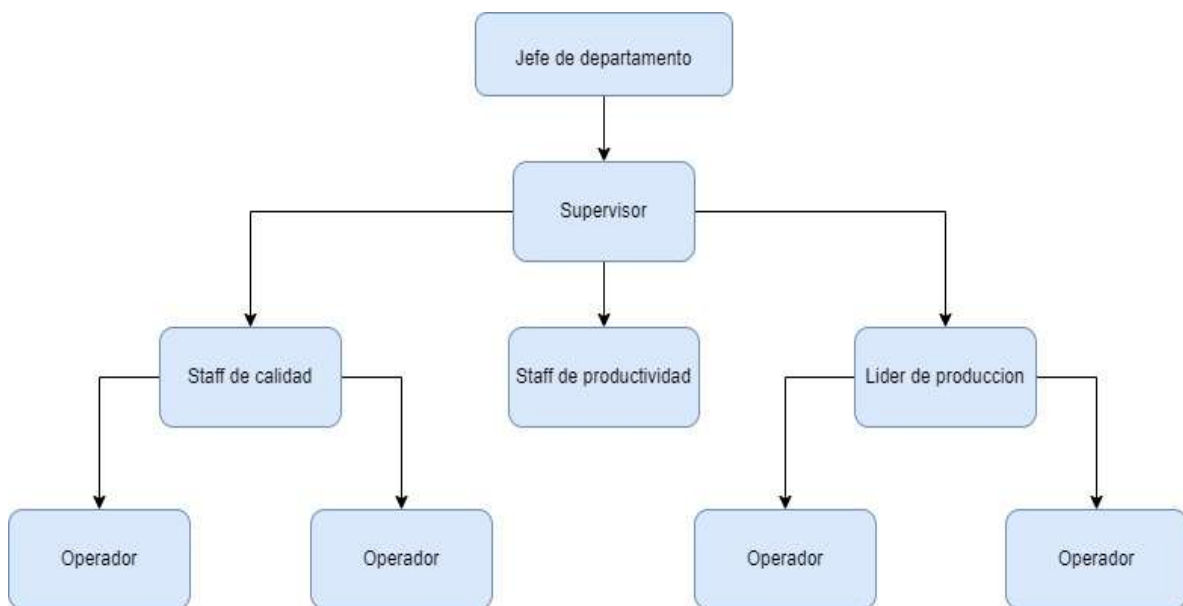 Jefe de departamento
Supervisor
Staff de calidad
Staff de productividad
Lider de produccion
Operador
Operador
Operador
Operador